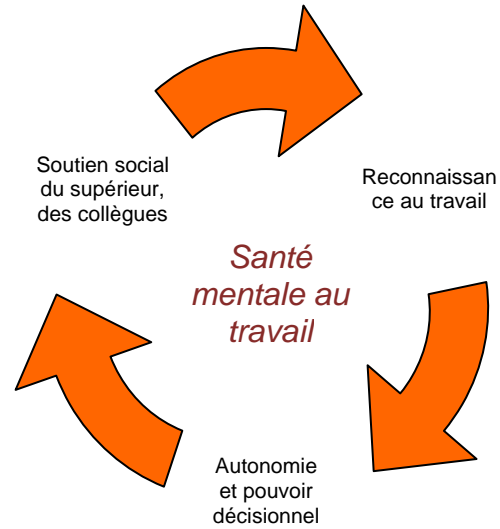 Soutien social
du supérieur,
des collègues
Reconnaissan
ce au travail
Santé
mentale au
travail
Autonomie
et pouvoir
décisionnel